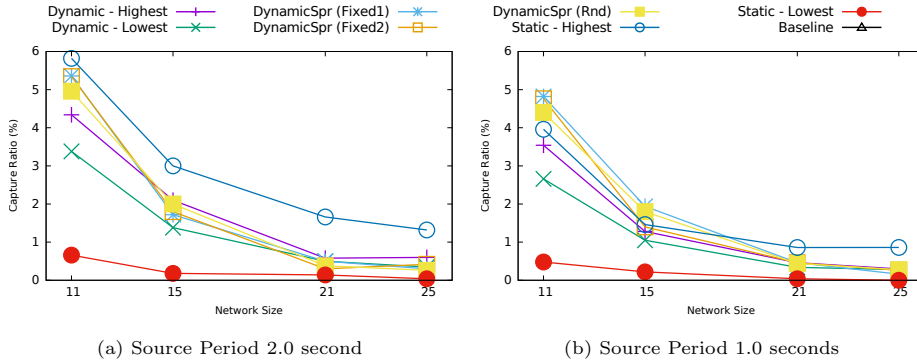 Dynamic - Highest
Dynamic - Lowest
DynamicSpr (Fixed1)
DynamicSpr (Fixed2)
DynamicSpr (Rnd)
Static - Highest
Static - Lowest
Baseline
6
5
4
3
2
1
0
Capture Ratio (%)
11 15 21 25
Network Size
(a) Source Period 2.0 second
6
5
4
3
2
1
0
Capture Ratio (%)
11 15 21 25
Network Size
(b) Source Period 1.0 seconds